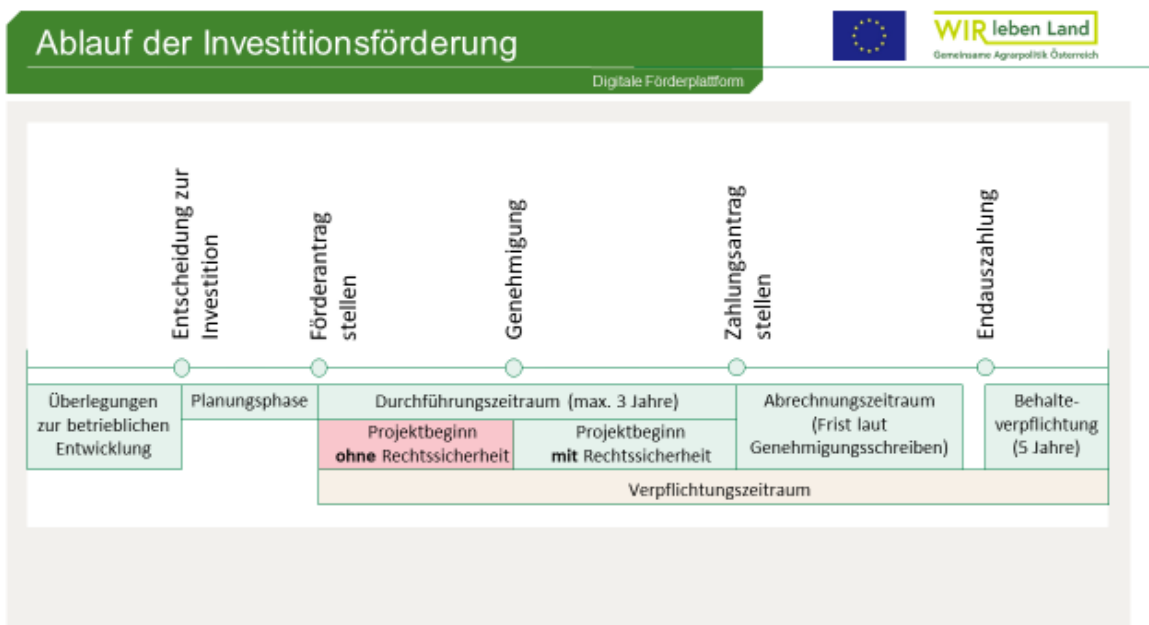 Ablauf der Investitionsförderung
Digitale Förderplattform
WIR leben Land
Gemeinsame Agrarpolitik Österreich
Entscheidung zur
Investition
Förderantrag
stellen
Genehmigung
Zahlungsantrag
stellen
Endauszahlung
Überlegungen
zur betrieblichen
Entwicklung
Planungsphase
Durchführungszeitraum (max. 3 Jahre)
Projektbeginn
ohne Rechtssicherheit
Projektbeginn
mit Rechtssicherheit
Abrechnungszeitraum
(Frist laut
Genehmigungsschreiben)
Behalte-
verpflichtung
(5 Jahre)
Verpflichtungszeitraum